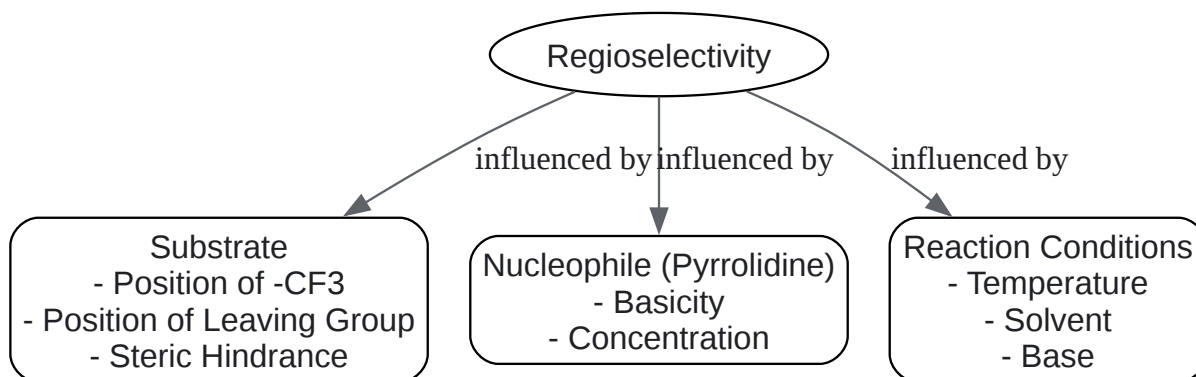 Regioselectivity
influenced by
influenced by
influenced by
Substrate
- Position of -CF3
- Position of Leaving Group
- Steric Hindrance
Nucleophile (Pyrrolidine)
- Basicity
- Concentration
Reaction Conditions
- Temperature
- Solvent
- Base